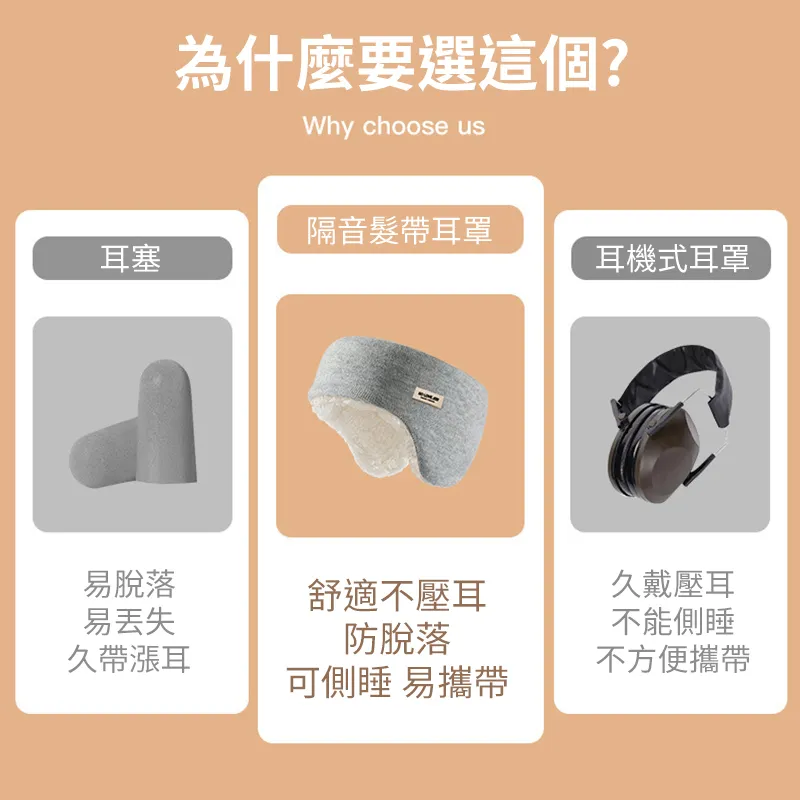 為什麼要選這個?
Why choose us
耳塞
易脫落
易丟失
久帶漲耳
隔音髮帶耳罩
舒適不壓耳
防脫落
可側睡 易攜帶
耳機式耳罩
久戴壓耳
不能側睡
不方便攜帶